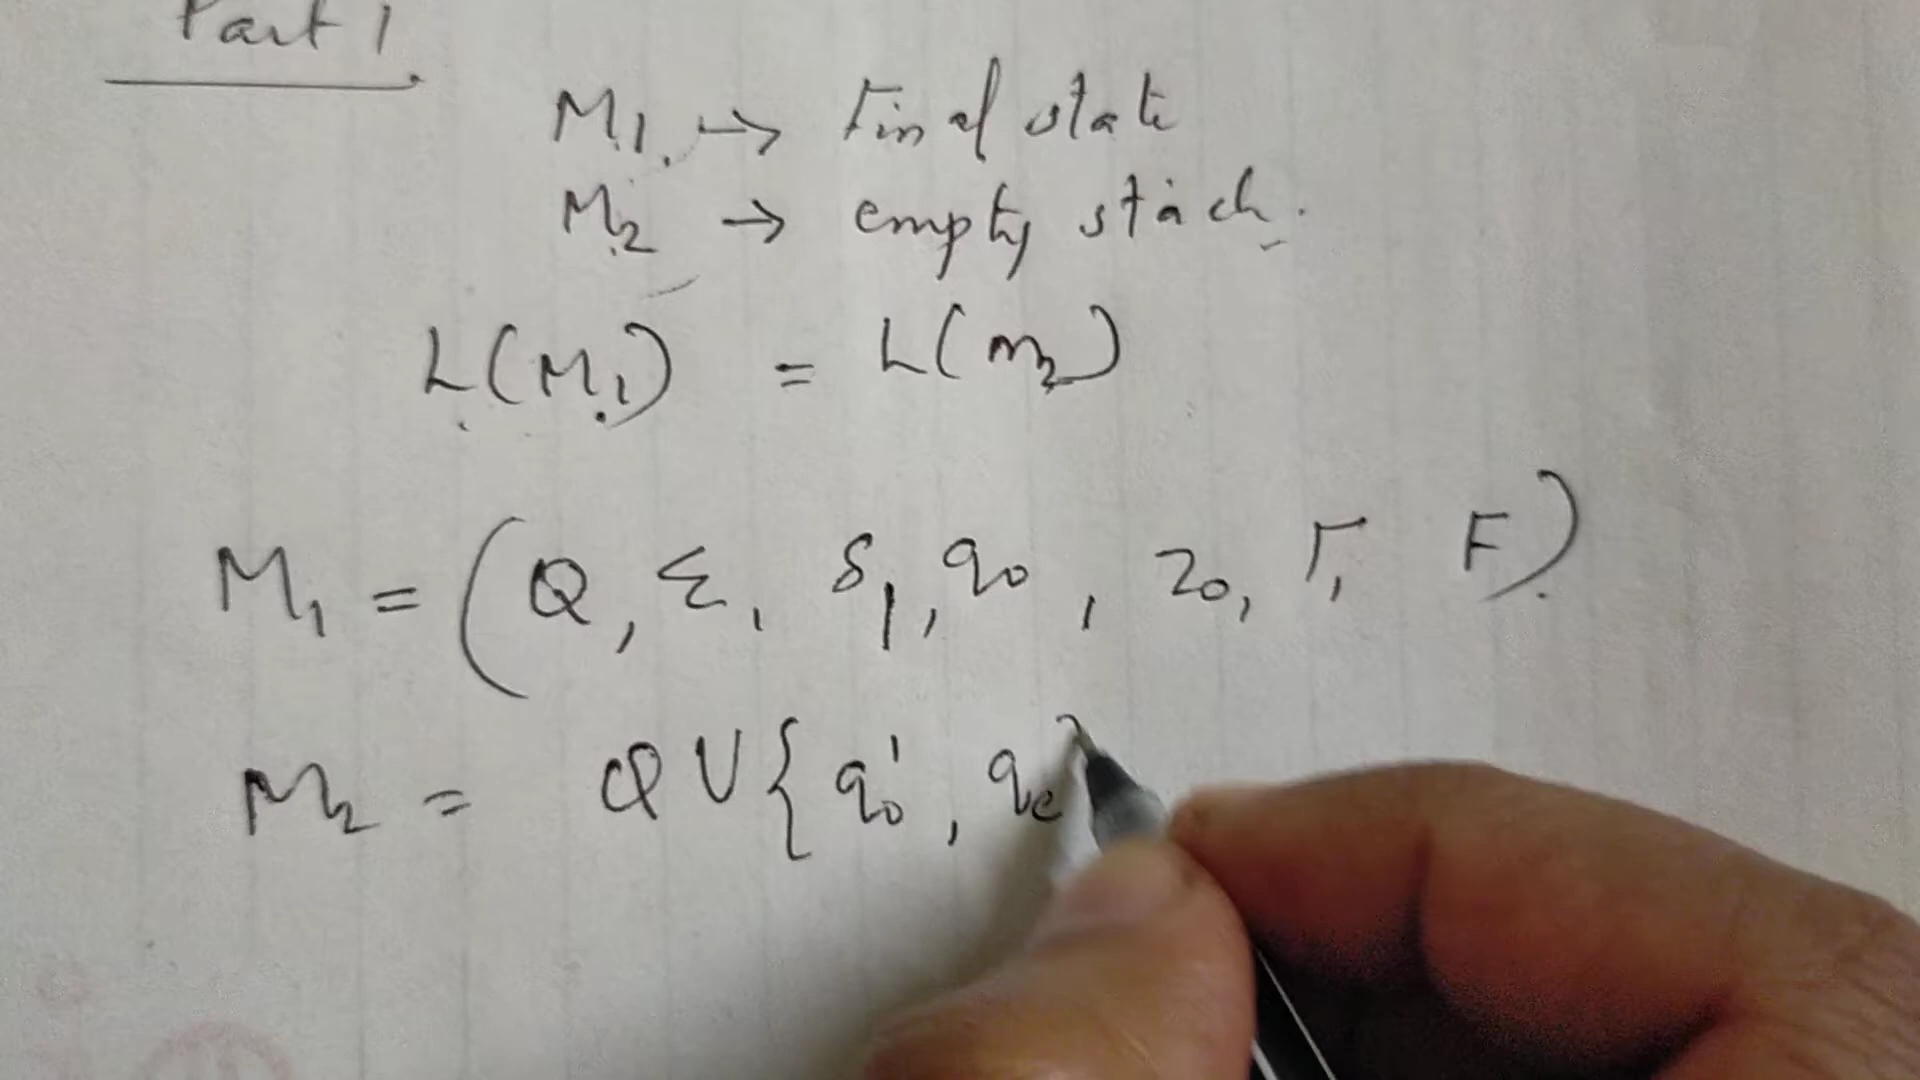 Part 1
M1 → Final state
M2 → empty stack.
L(M1) = L(M2)
M1 = (Q, Σ, δ1, q0, z0, Γ, F).
M2 = Q ∪ { q0', qe }